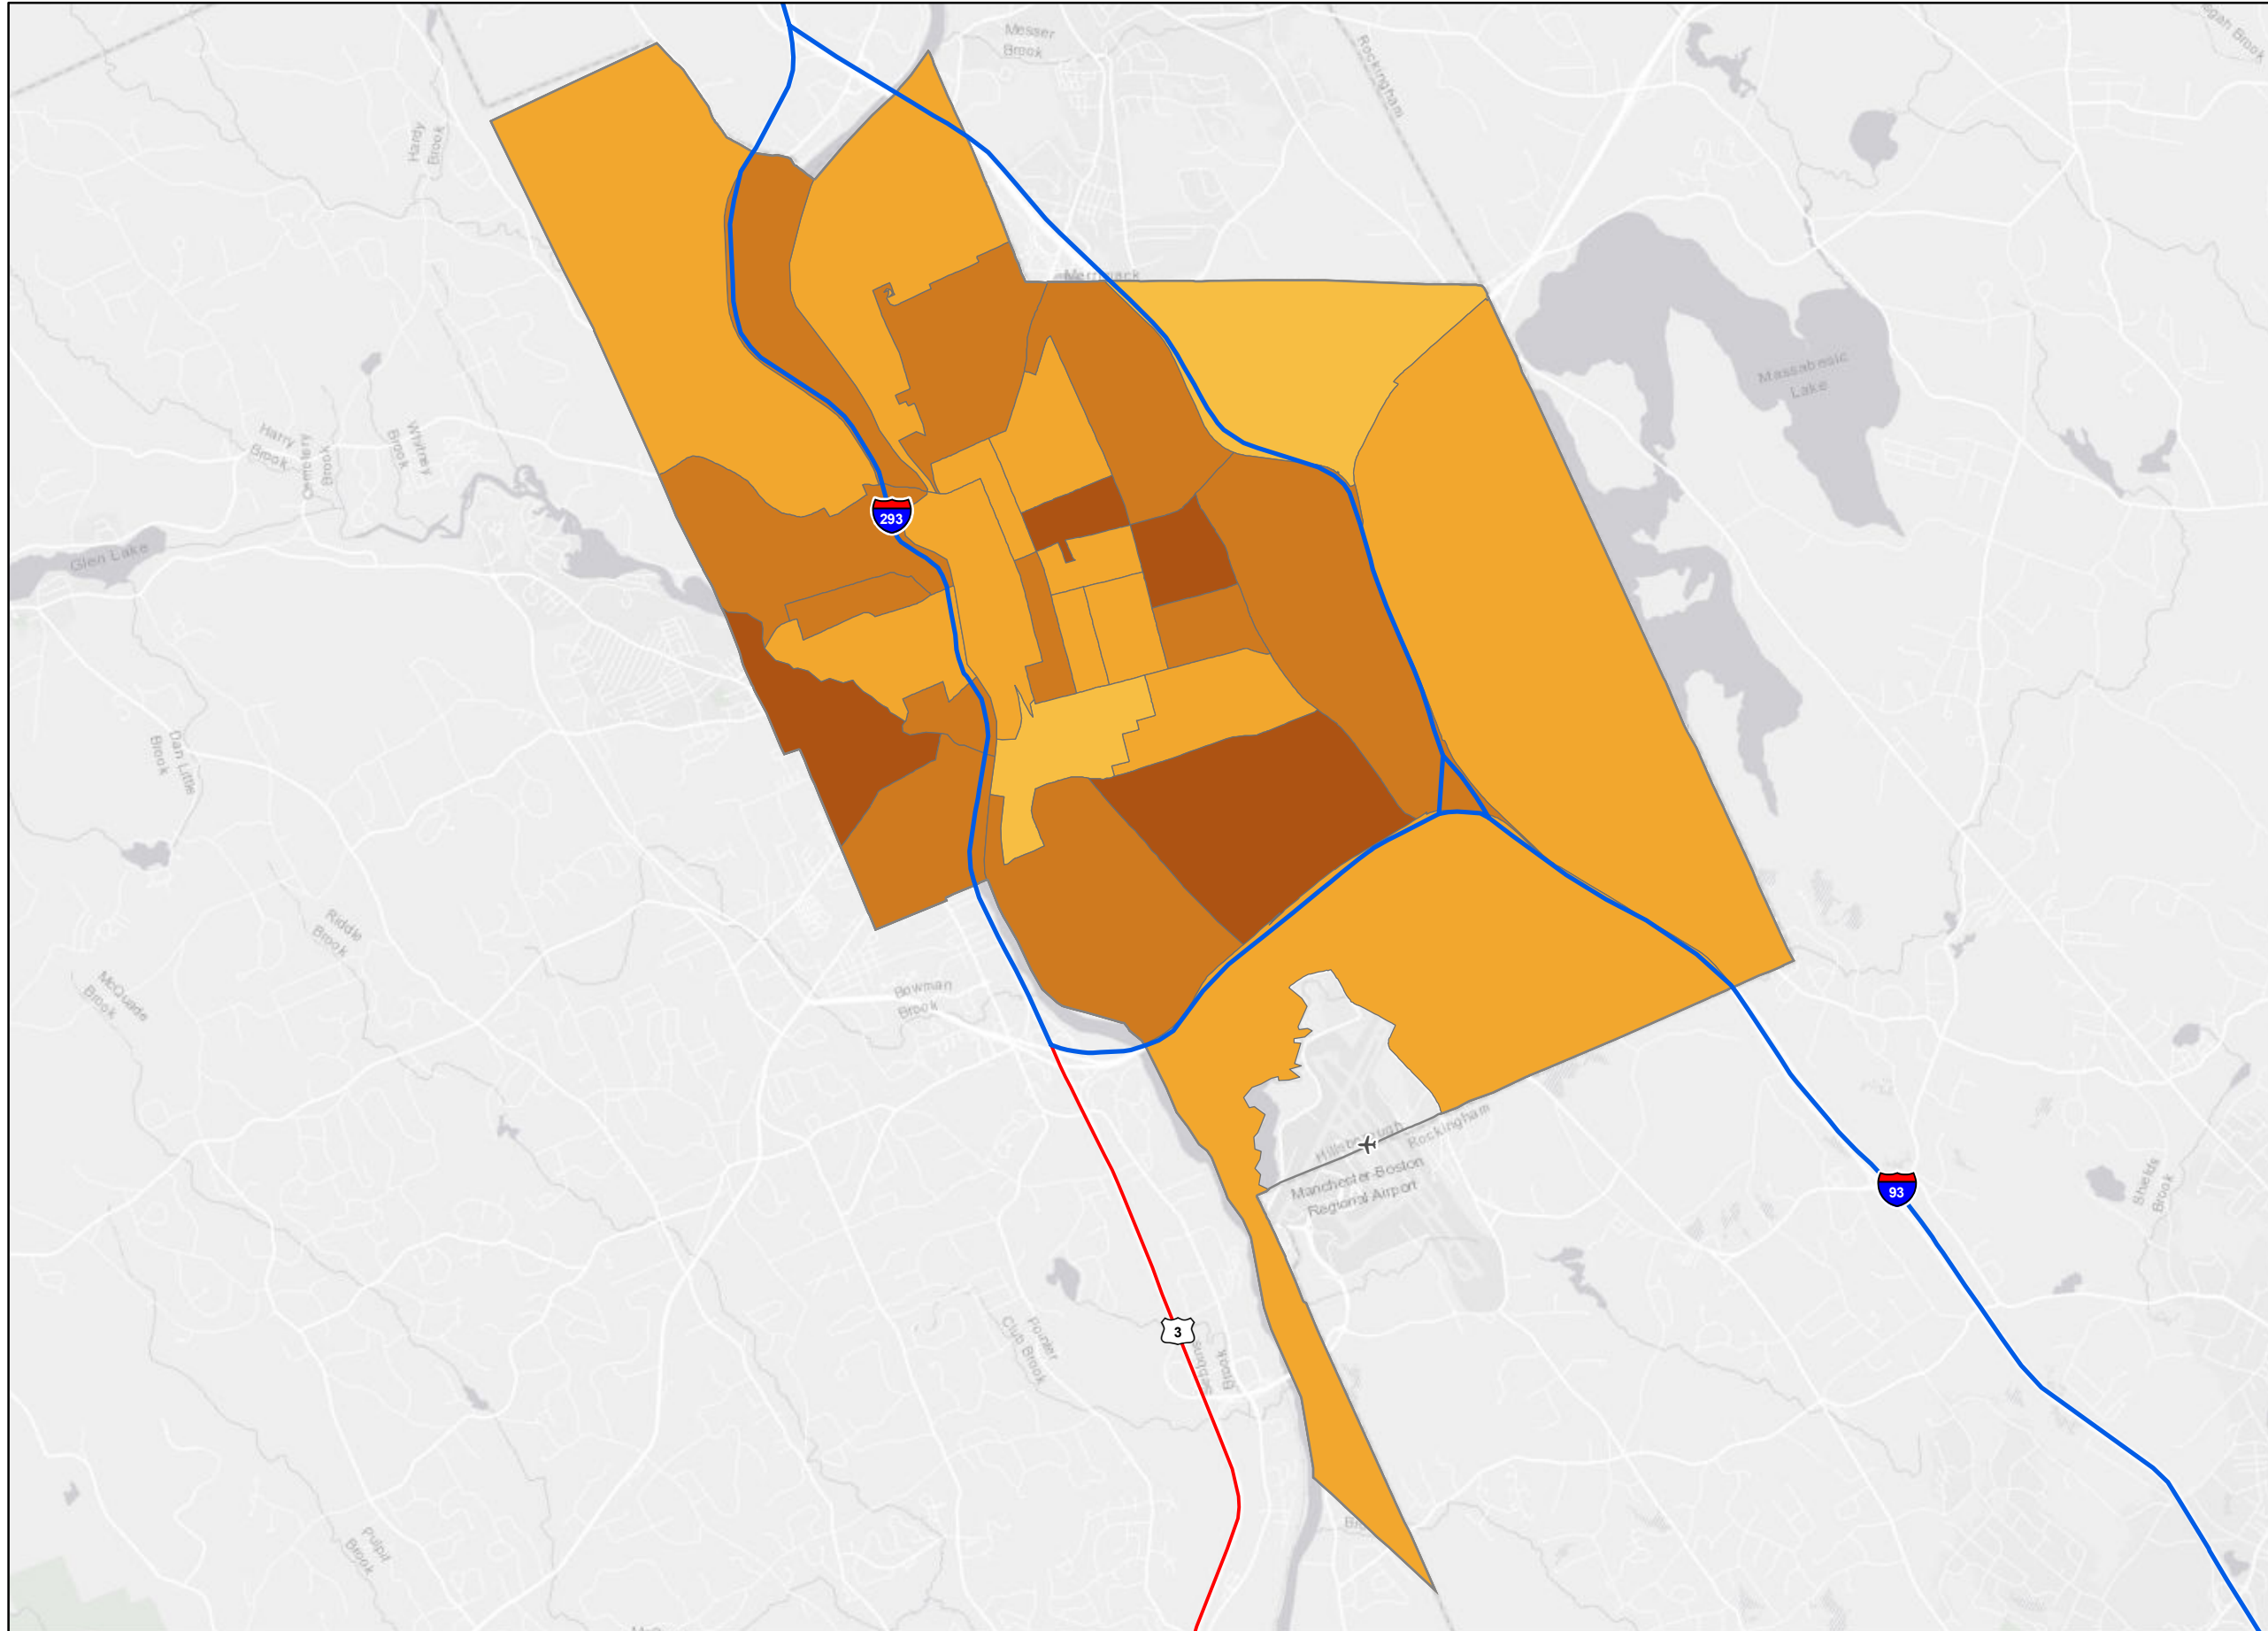 Messer
Brook
Rockingham
Hardy
Brook
Merrimack
Massabesic
Lake
Harry
Brook
Cemetery
Brook
Whitney
Brook
293
Glen Lake
Dan Little
Brook
Riddle
Brook
McQuade
Brook
Bowman
Brook
Hillsborough
Rockingham
Manchester-Boston
Regional Airport
93
Shields
Brook
3
Pointer
Club Brook
Sebbins
Brook
Pulpit
Brook